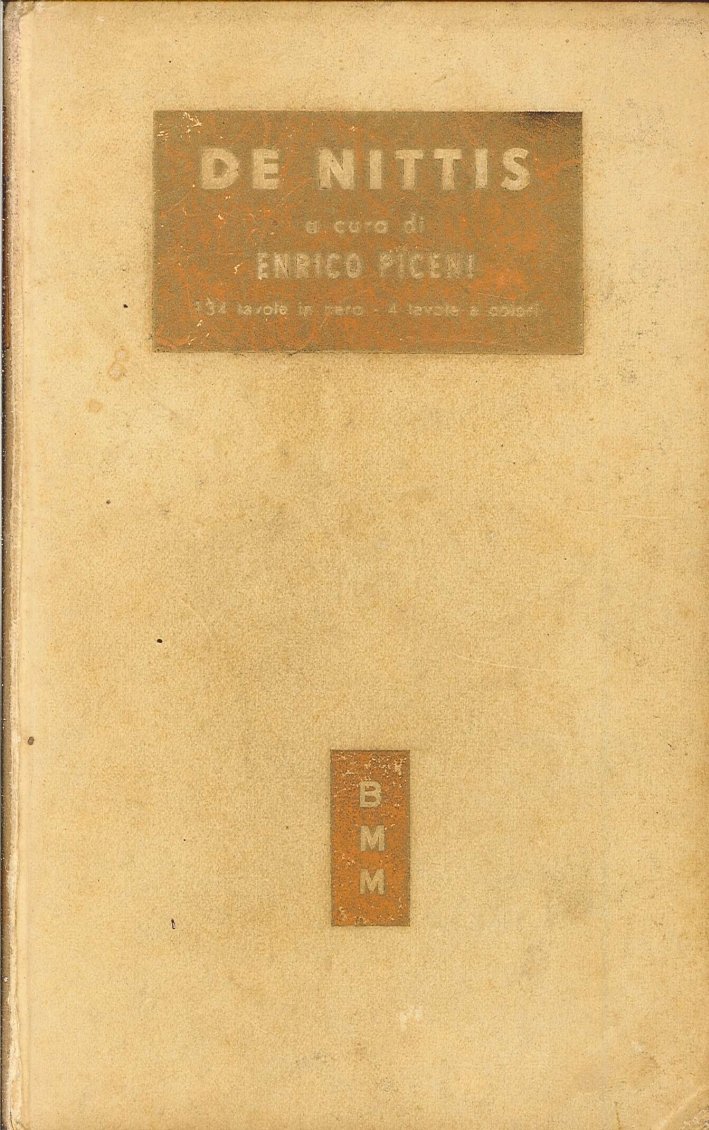 DE NITTIS
a cura di
ENRICO PICENI
134 tavole in nero - 4 tavole a colori
B
M
M